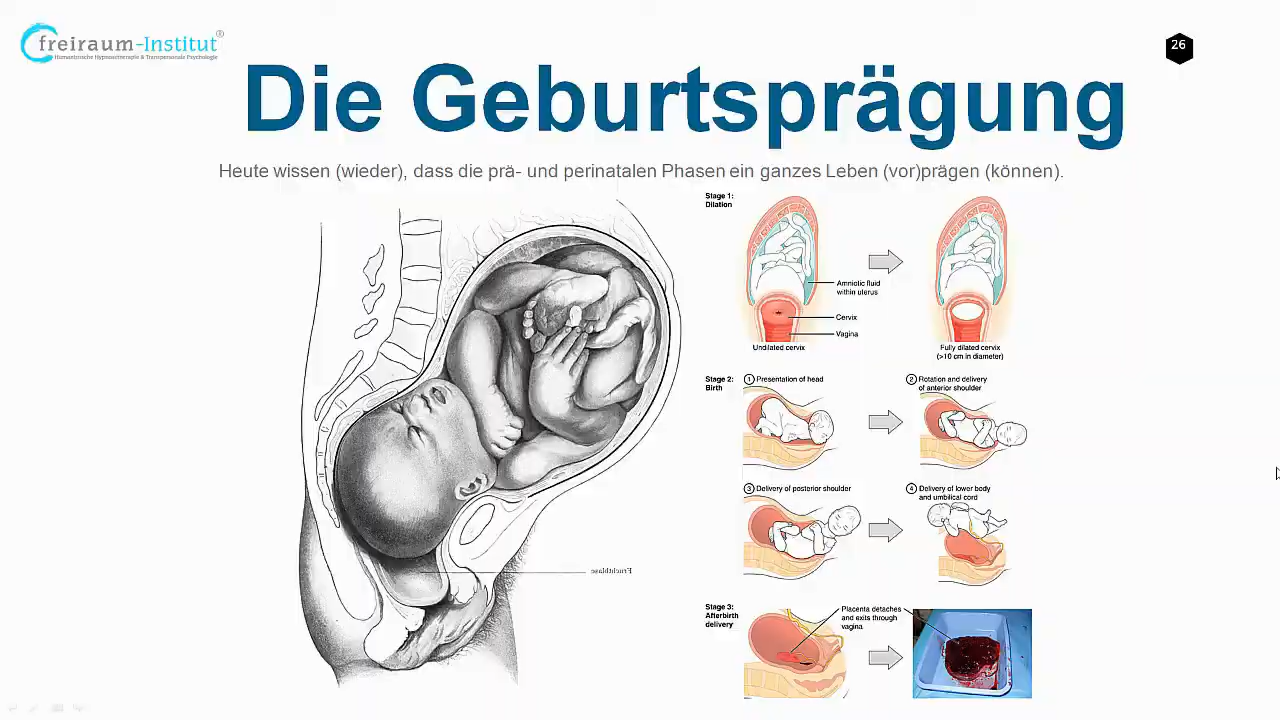 freiraum-Institut®
Humanistische Hypnosetherapie & Transpersonale Psychologie
26
Die Geburtsprägung
Heute wissen (wieder), dass die prä- und perinatalen Phasen ein ganzes Leben (vor)prägen (können).
Fruchtblase
Stage 1:
Dilation
Amniotic fluid
within uterus
Cervix
Vagina
Undilated cervix
Fully dilated cervix
(>10 cm in diameter)
Stage 2:
Birth
1 Presentation of head
2 Rotation and delivery
of anterior shoulder
3 Delivery of posterior shoulder
4 Delivery of lower body
and umbilical cord
Stage 3:
Afterbirth
delivery
Placenta detaches
and exits through
vagina